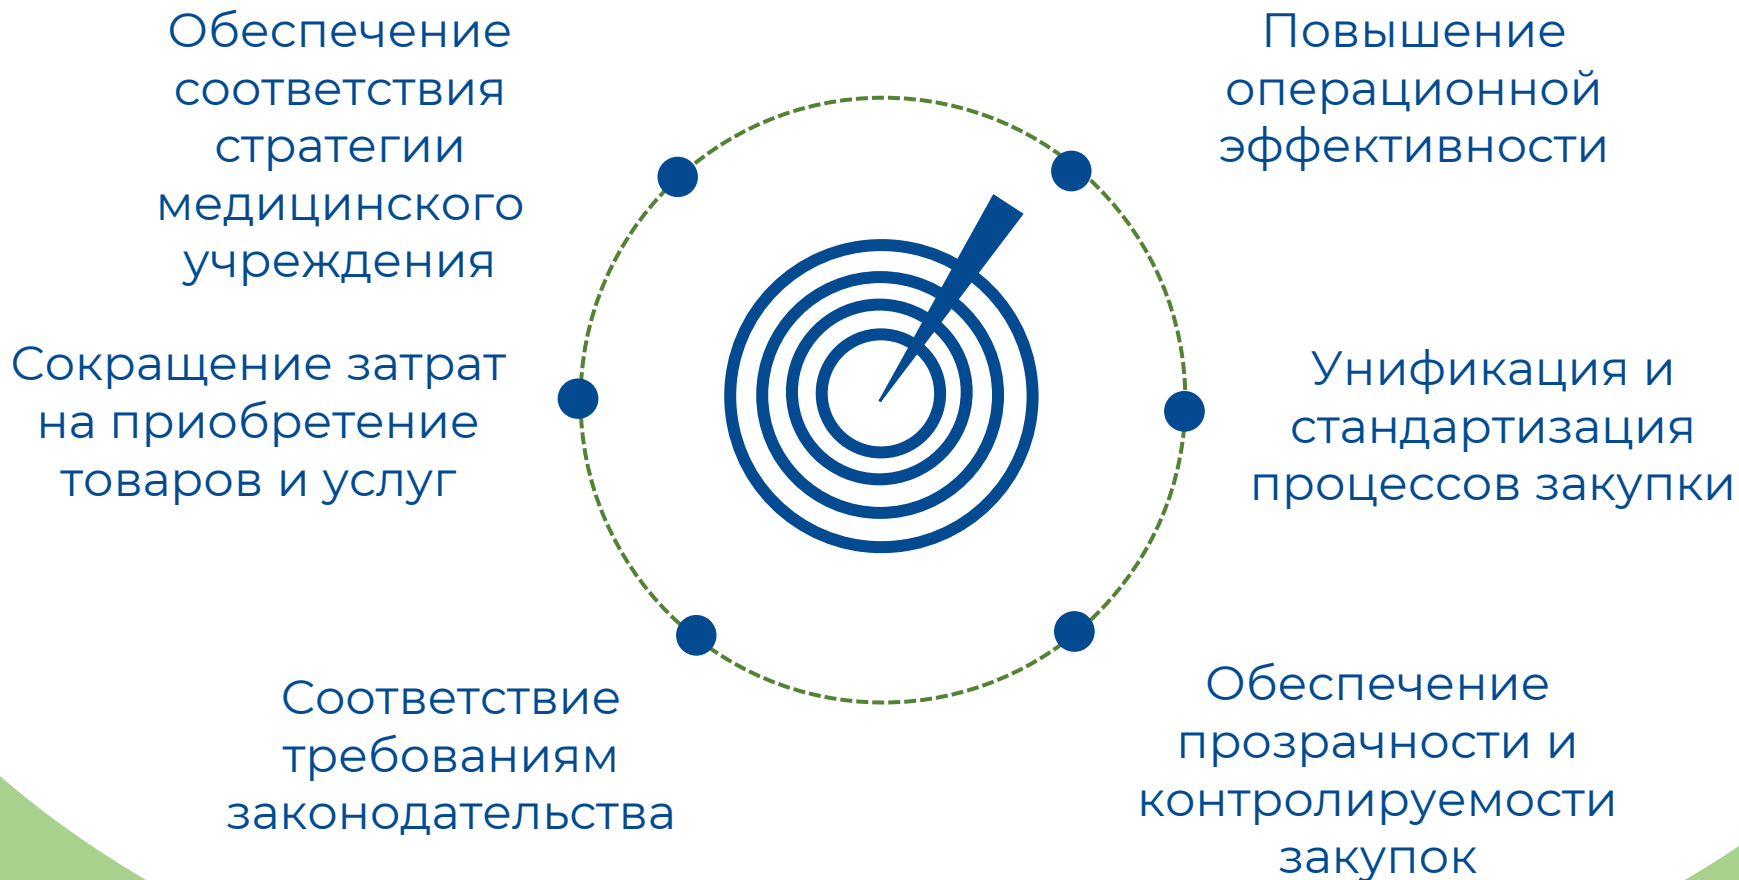 Обеспечение
соответствия
стратегии
медицинского
учреждения
Повышение
операционной
эффективности
Сокращение затрат
на приобретение
товаров и услуг
Унификация и
стандартизация
процессов закупки
Соответствие
требованиям
законодательства
Обеспечение
прозрачности и
контролируемости
закупок